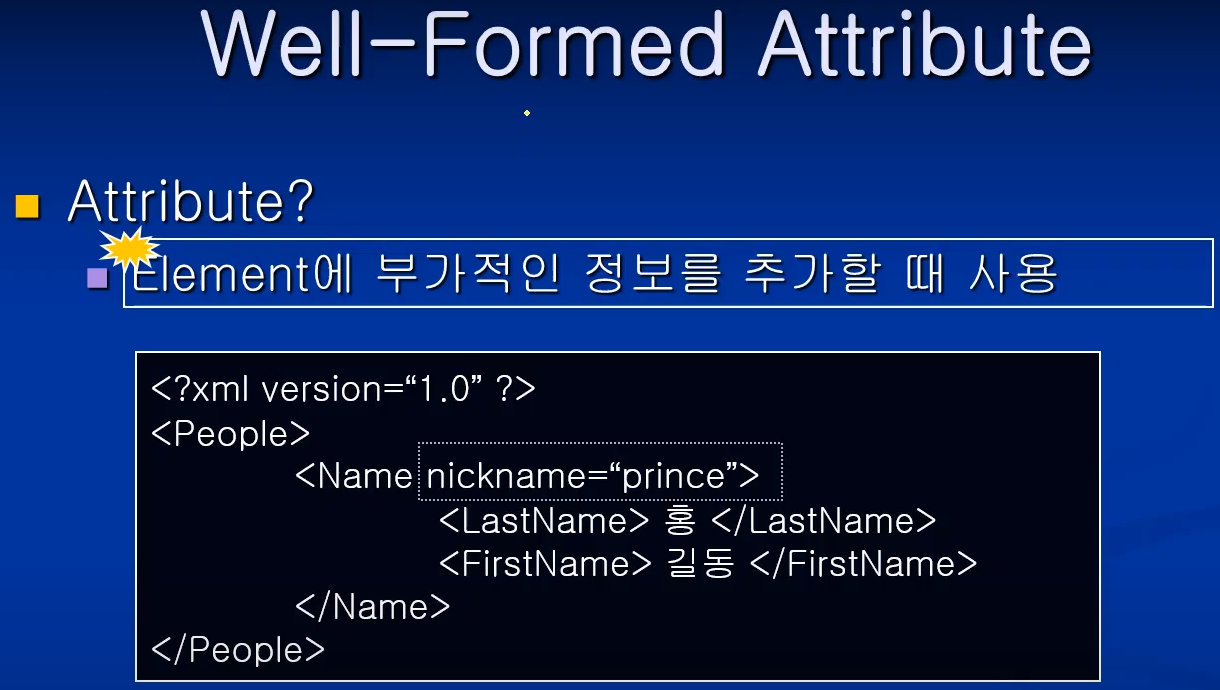 Well-Formed Attribute
Attribute?
Element에 부가적인 정보를 추가할 때 사용
<?xml version=“1.0” ?>
<People>
<Name nickname=“prince”>
<LastName> 홍 </LastName>
<FirstName> 길동 </FirstName>
</Name>
</People>